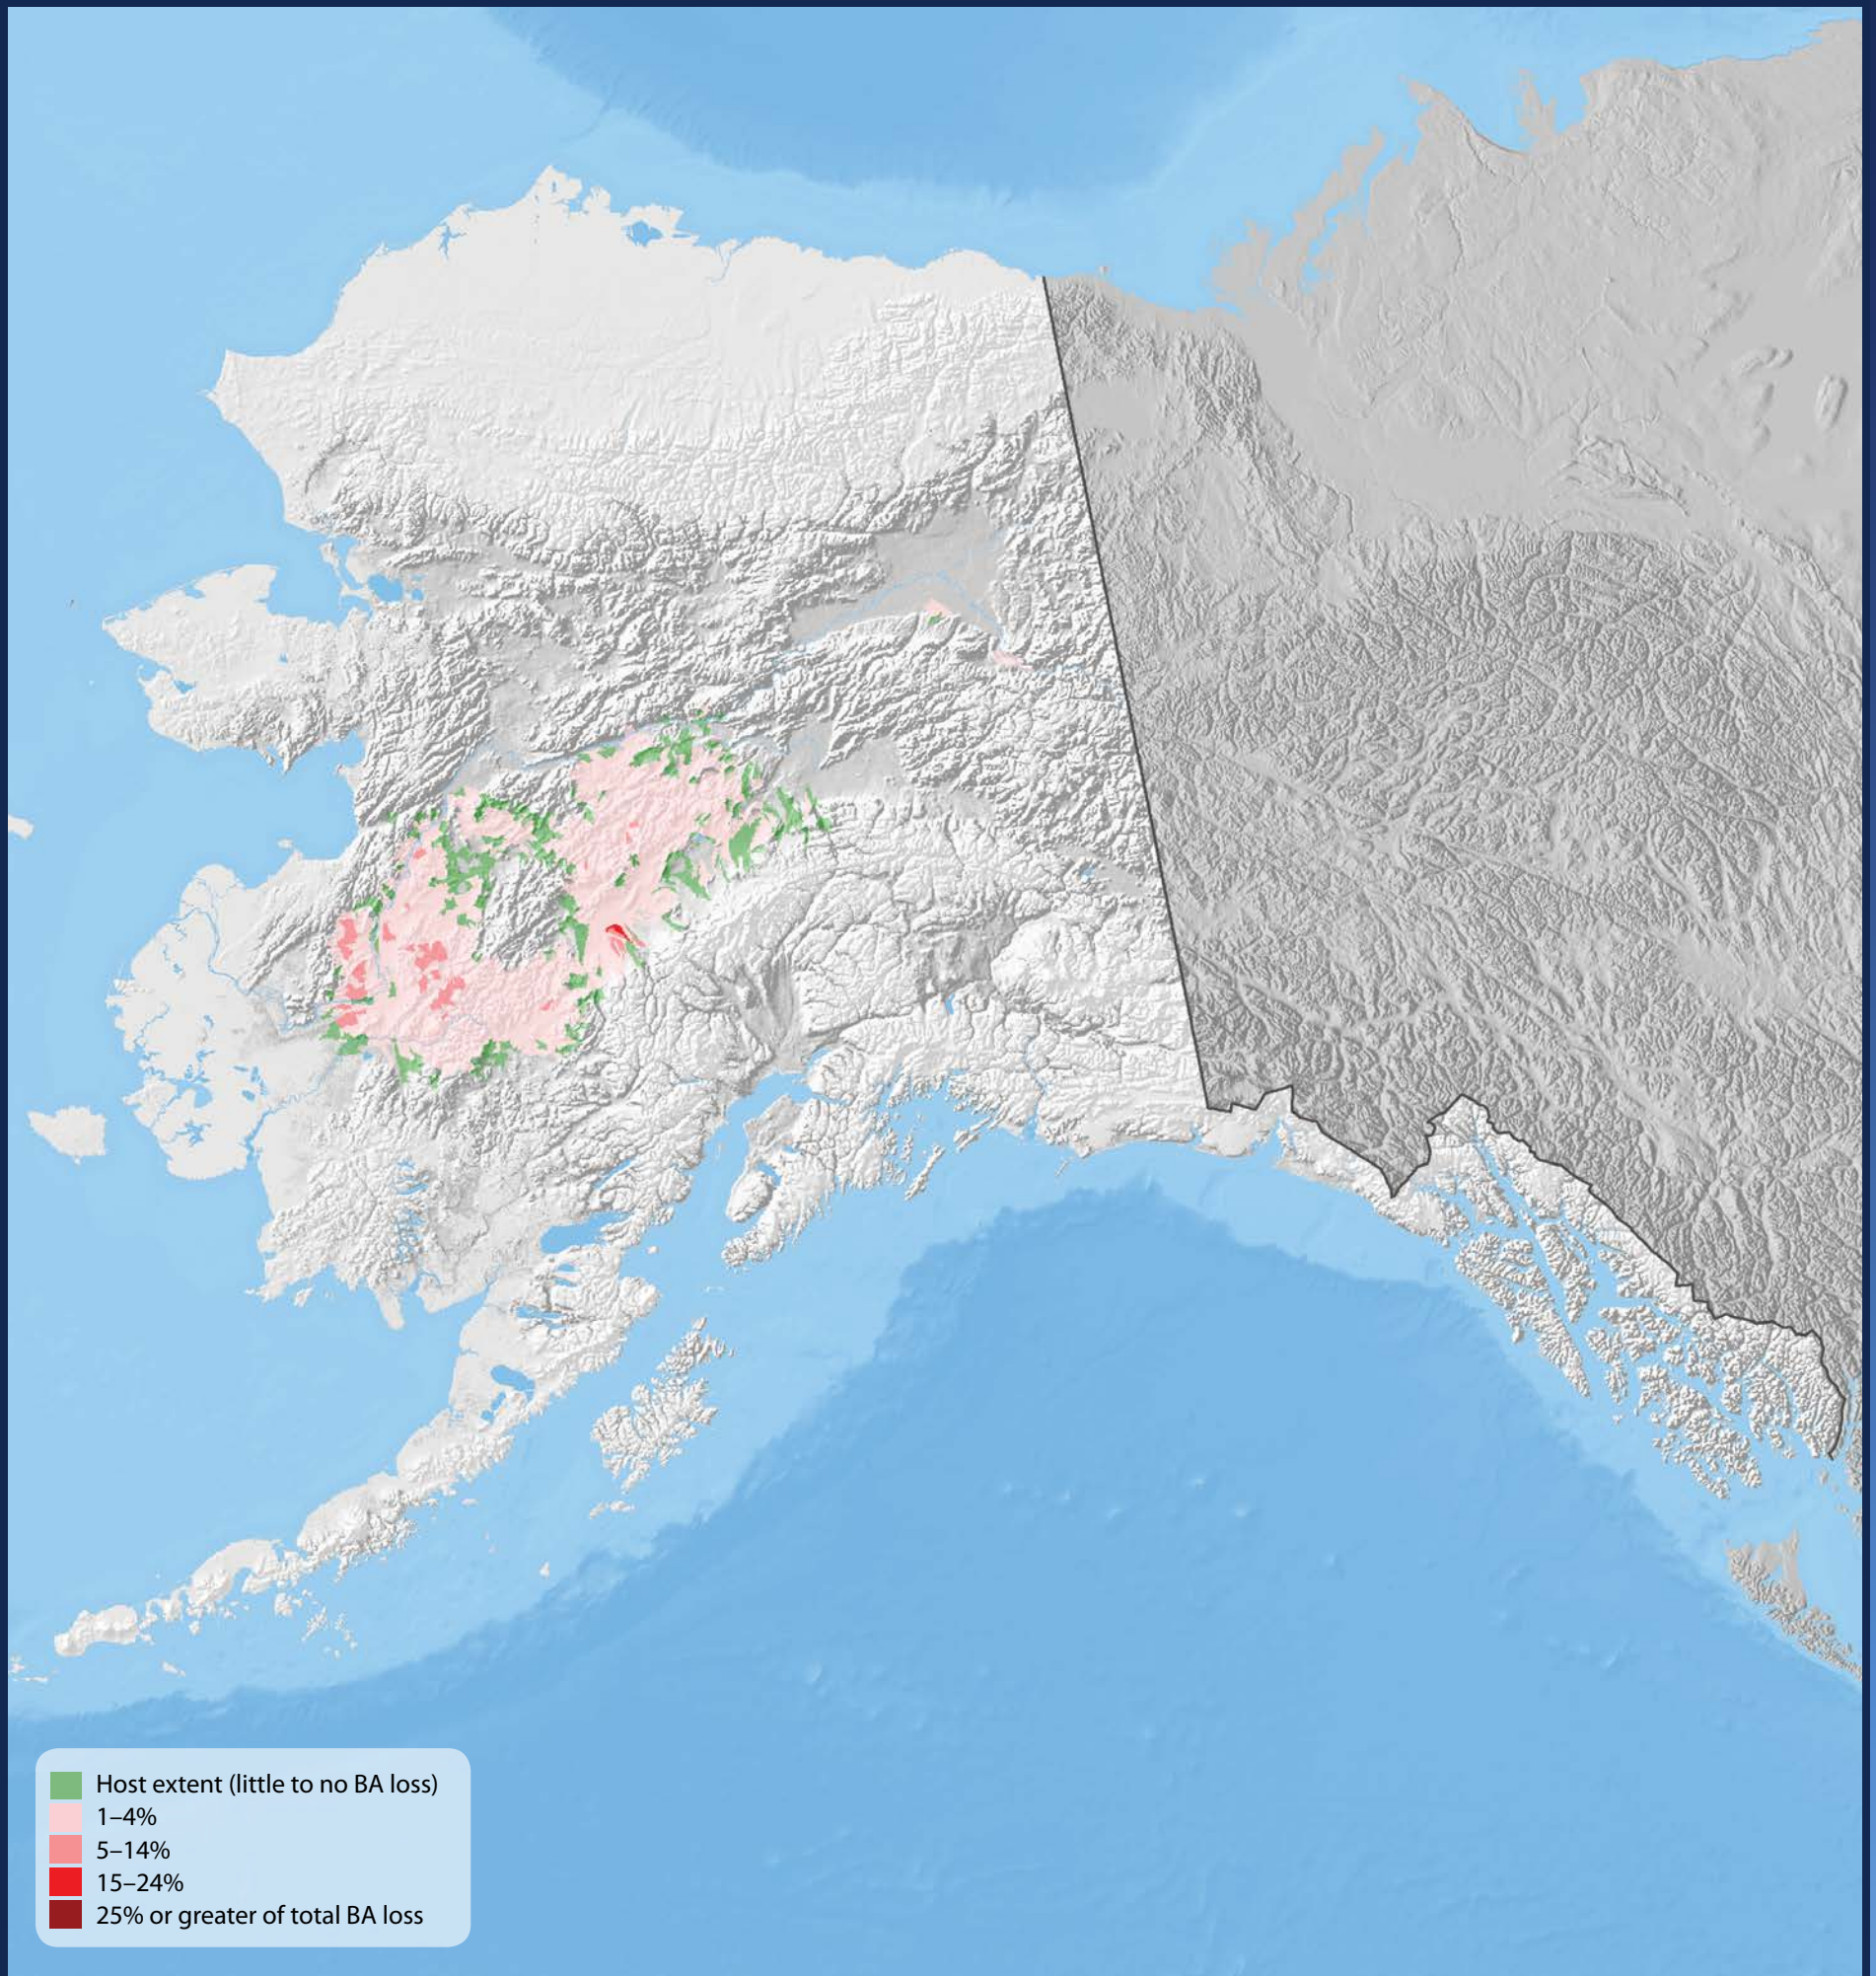 Host extent (little to no BA loss)
1–4%
5–14%
15–24%
25% or greater of total BA loss